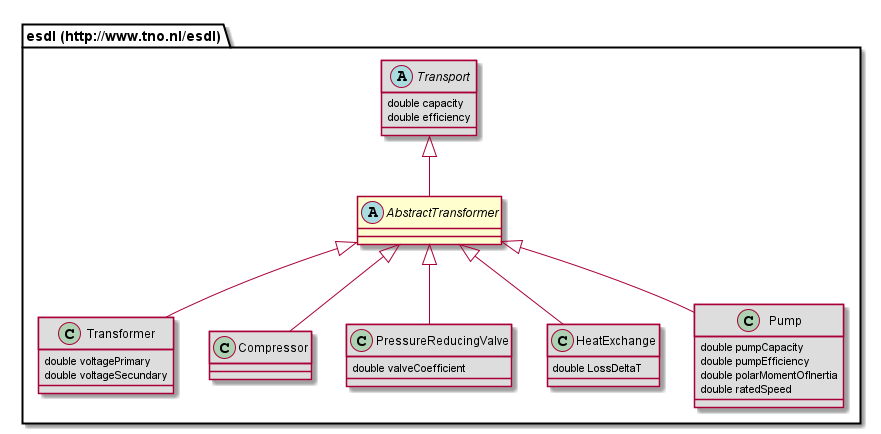 esdl (http://www.tno.nl/esdl)
A Transport
double capacity
double efficiency
A AbstractTransformer
C Transformer
double voltagePrimary
double voltageSecundary
C Compressor
C PressureReducingValve
double valveCoefficient
C HeatExchange
double LossDeltaT
C Pump
double pumpCapacity
double pumpEfficiency
double polarMomentOfInertia
double ratedSpeed